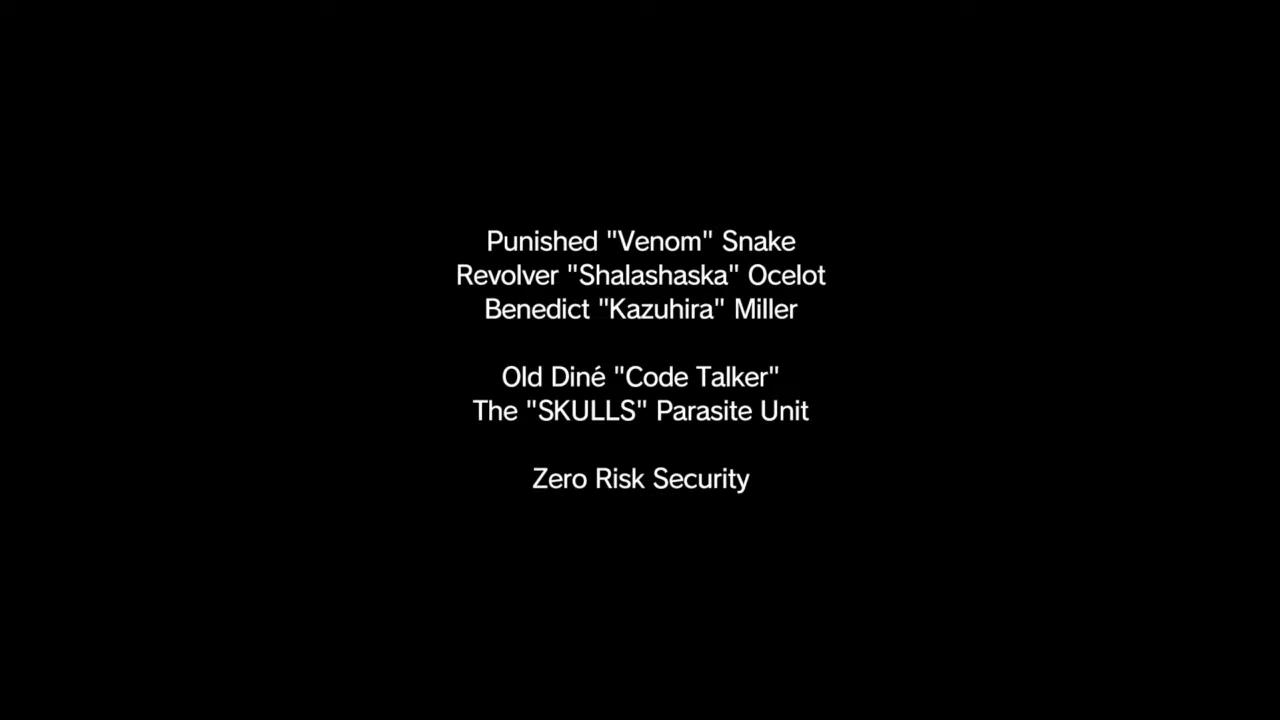 Punished "Venom" Snake
Revolver "Shalashaska" Ocelot
Benedict "Kazuhira" Miller
Old Diné "Code Talker"
The "SKULLS" Parasite Unit
Zero Risk Security